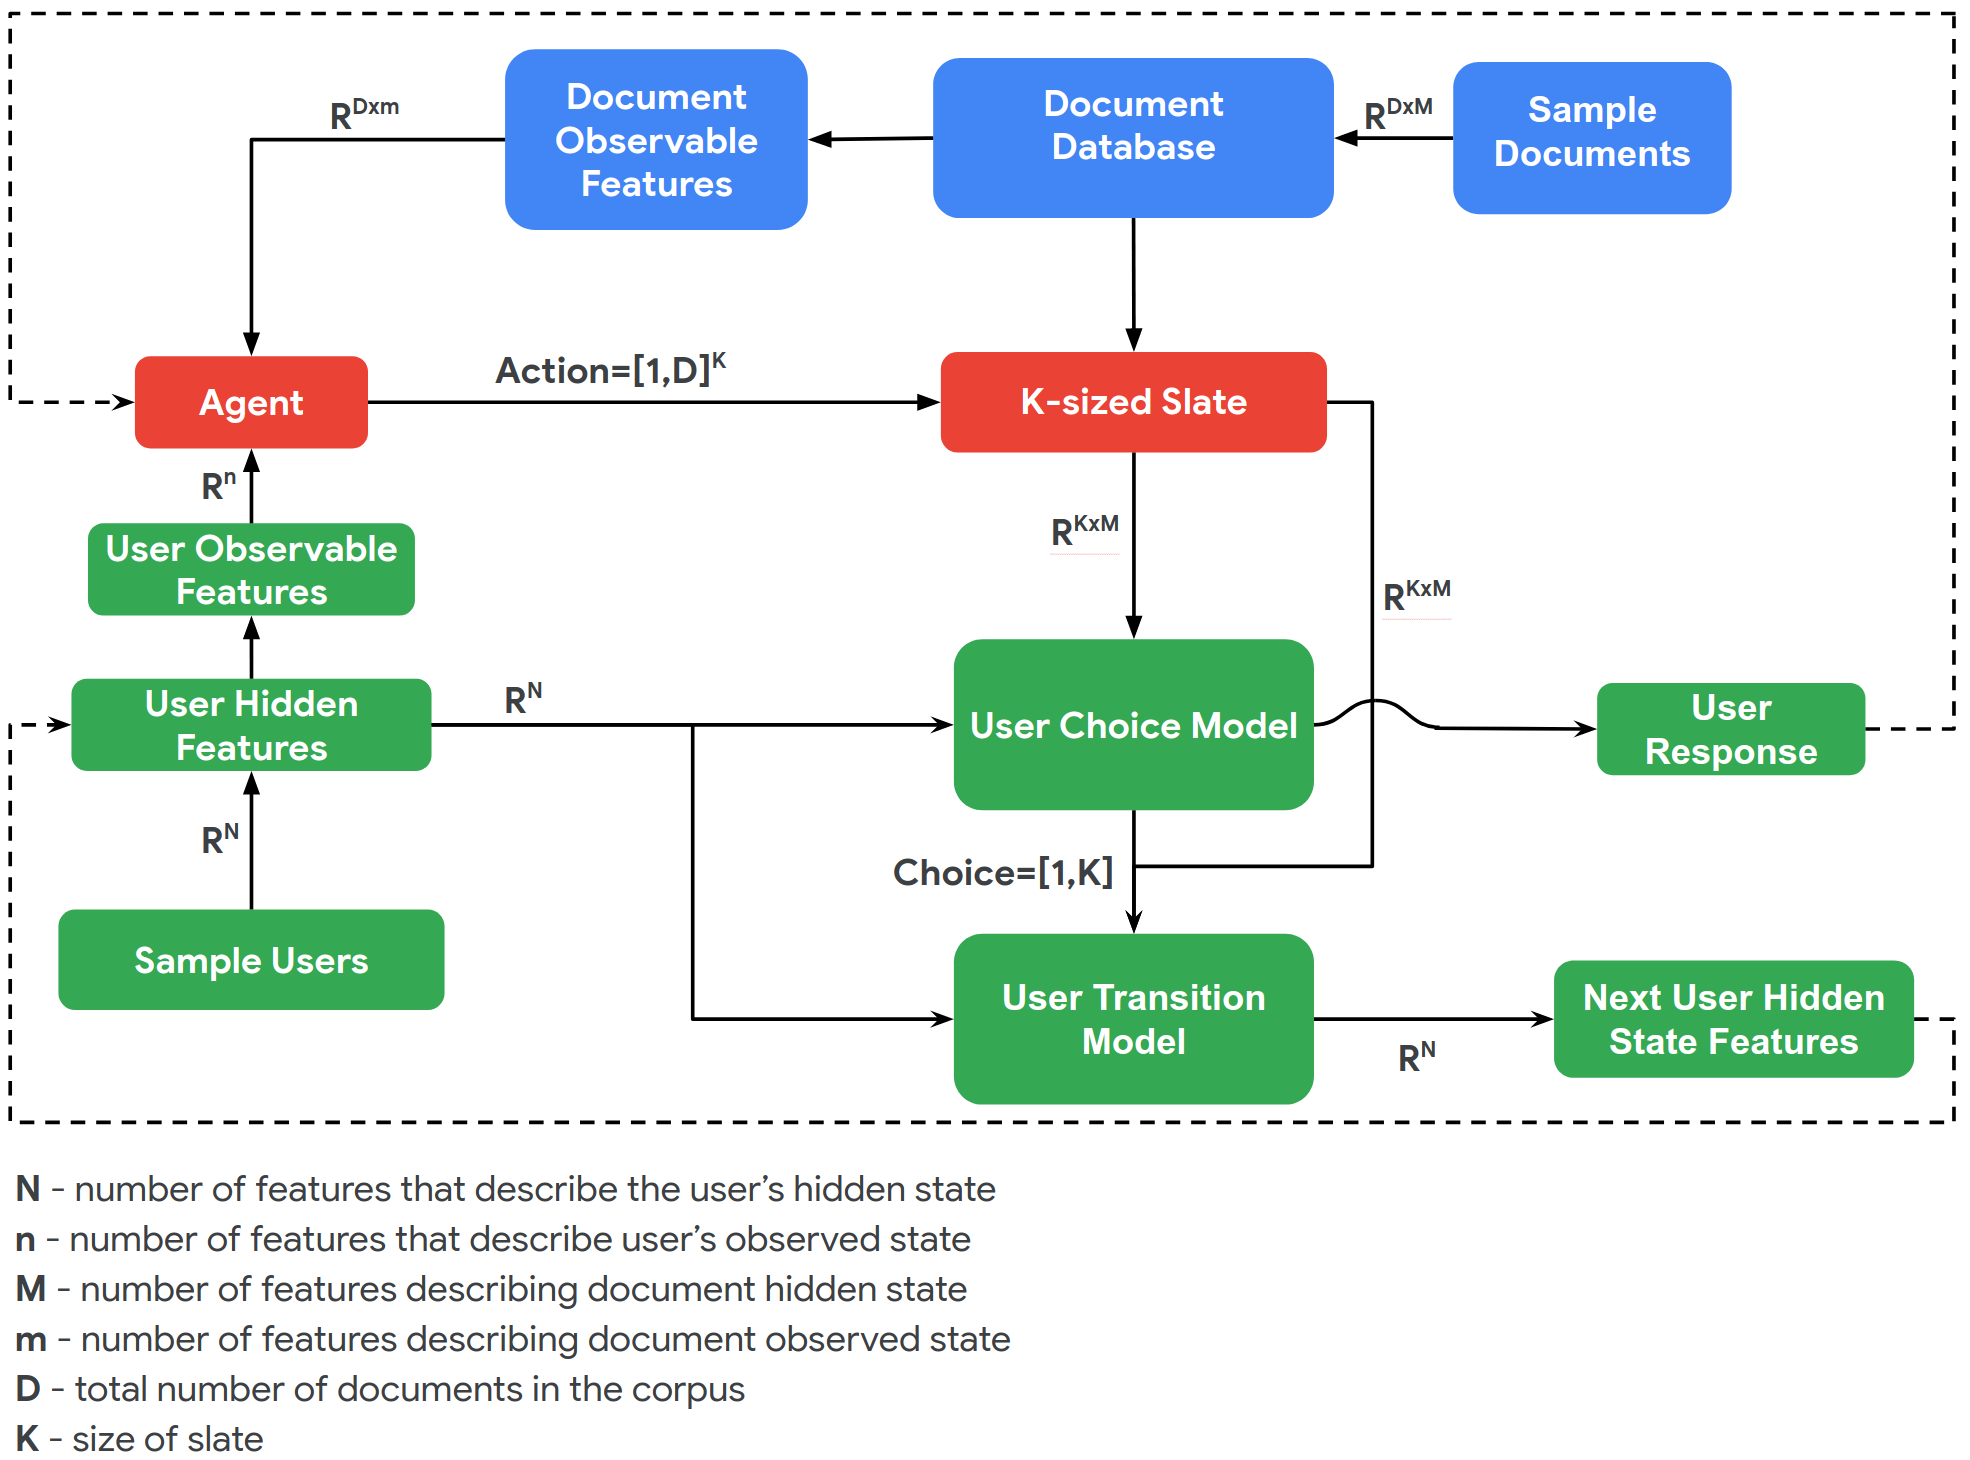 Document
Observable
Features
Document
Database
Sample
Documents
R^Dxm
R^DxM
Agent
Action=[1,D]^K
K-sized Slate
R^n
R^KxM
User Observable
Features
R^KxM
User Hidden
Features
R^N
User Choice Model
User
Response
R^N
Choice=[1,K]
Sample Users
User Transition
Model
R^N
Next User Hidden
State Features
N - number of features that describe the user’s hidden state
n - number of features that describe user’s observed state
M - number of features describing document hidden state
m - number of features describing document observed state
D - total number of documents in the corpus
K - size of slate